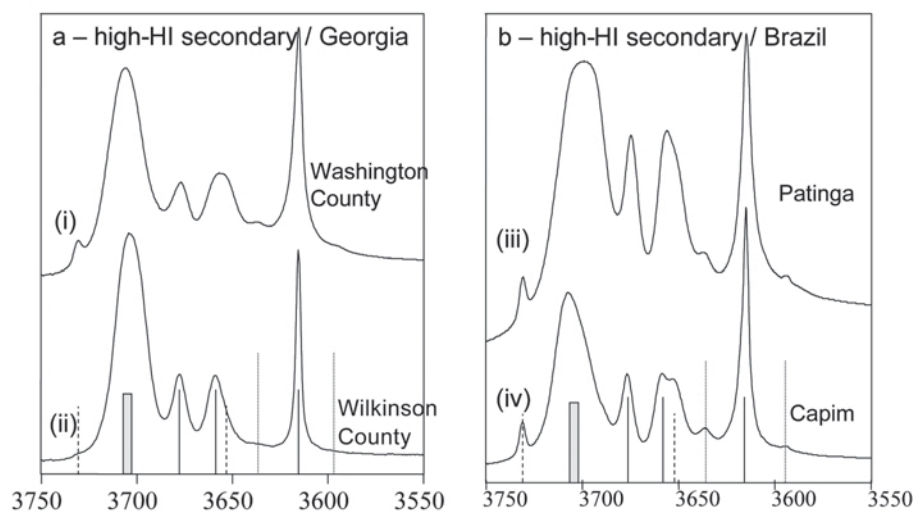 a – high-HI secondary / Georgia
Washington
County
(i)
(ii)
Wilkinson
County
3750 3700 3650 3600 3550
b – high-HI secondary / Brazil
Patinga
(iii)
(iv)
Capim
3750 3700 3650 3600 3550